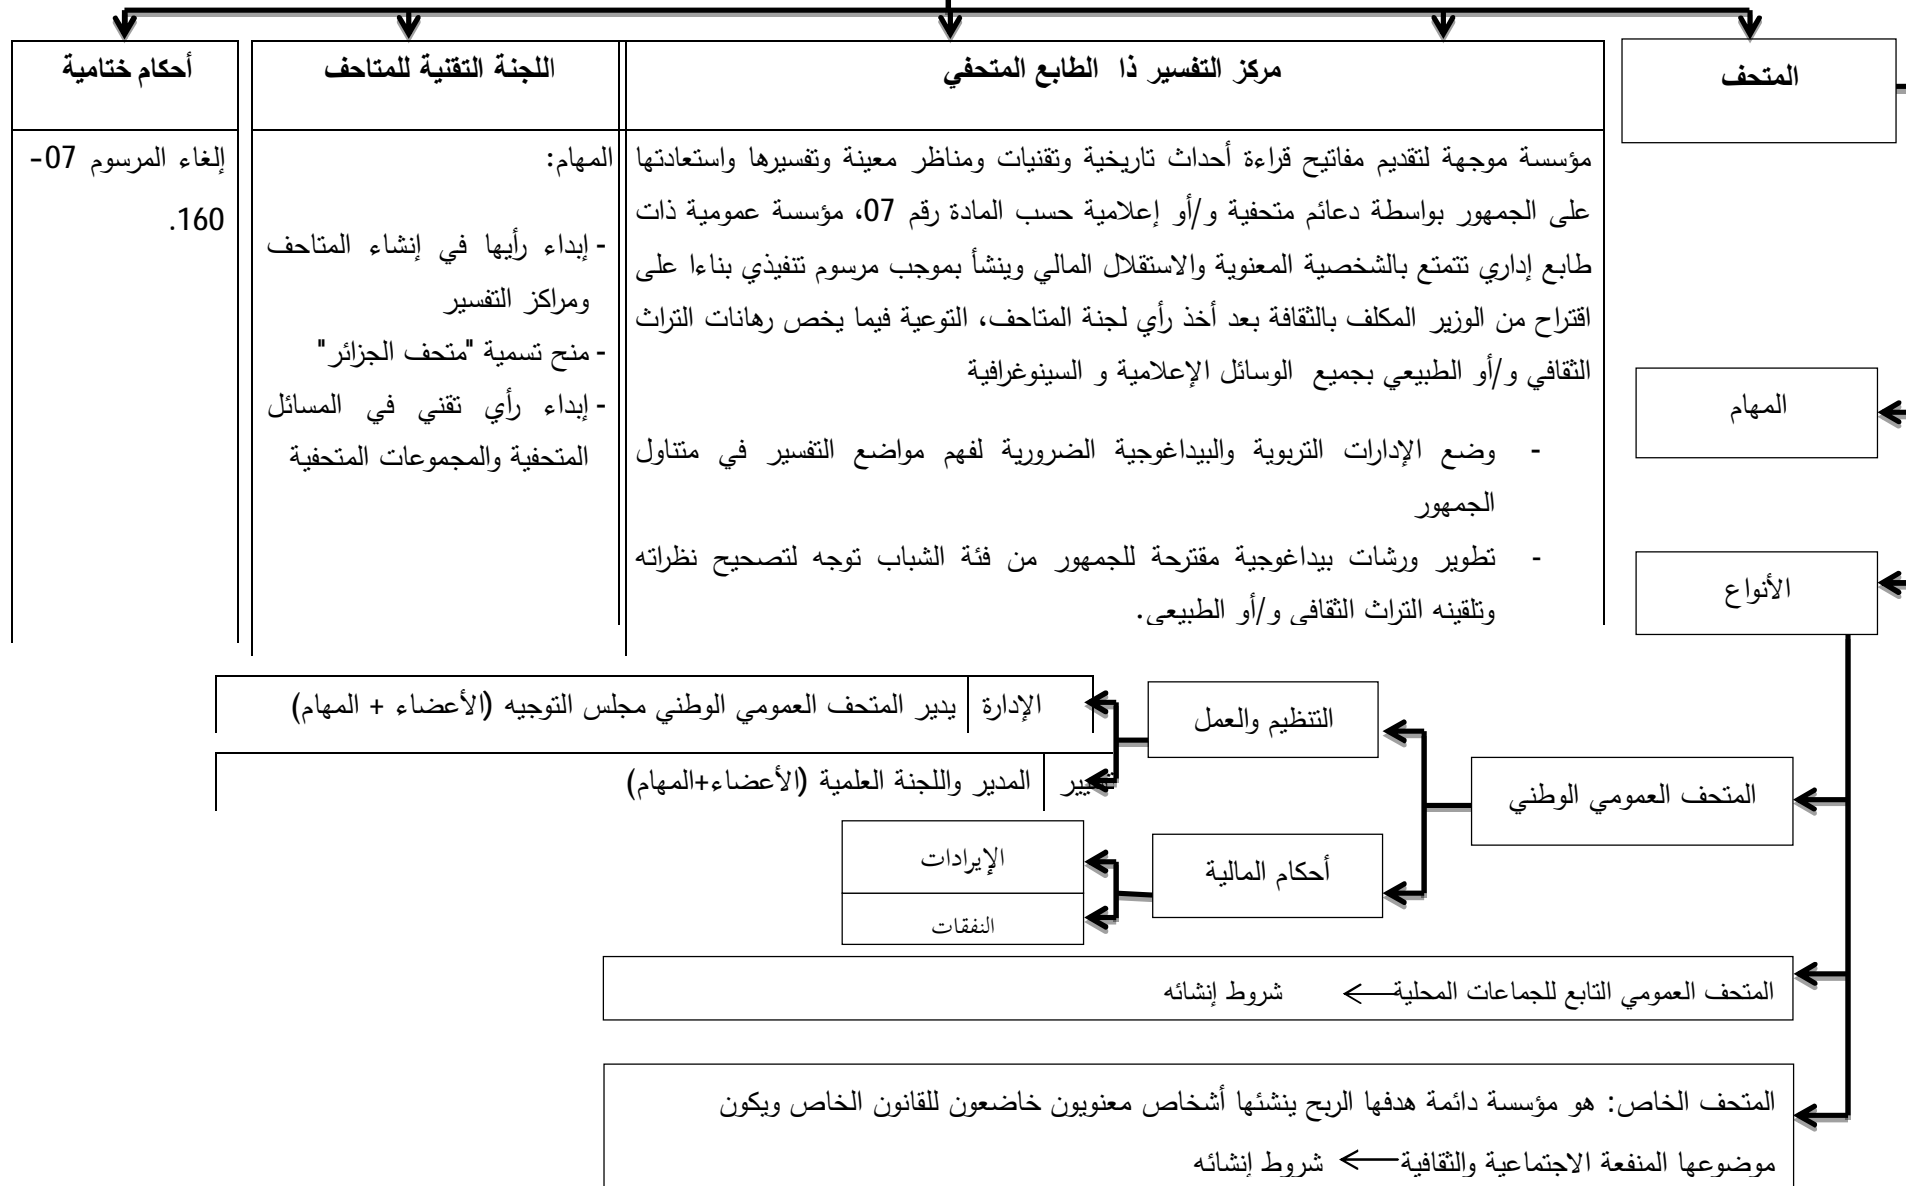 المتحف
مركز التفسير ذا الطابع المتحفي
اللجنة التقنية للمتاحف
أحكام ختامية
مؤسسة موجهة لتقديم مفاتيح قراءة أحداث تاريخية وتقنيات ومناظر معينة وتفسيرها واستعادتها
على الجمهور بواسطة دعائم متحفية و/أو إعلامية حسب المادة رقم 07، مؤسسة عمومية ذات
طابع إداري تتمتع بالشخصية المعنوية والاستقلال المالي وينشأ بموجب مرسوم تنفيذي بناءا على
اقتراح من الوزير المكلف بالثقافة بعد أخذ رأي لجنة المتاحف، التوعية فيما يخص رهانات التراث
الثقافي و/أو الطبيعي بجميع الوسائل الإعلامية و السينوغرافية
- وضع الإدارات التربوية والبيداغوجية الضرورية لفهم مواضع التفسير في متناول
الجمهور
- تطوير ورشات بيداغوجية مقترحة للجمهور من فئة الشباب توجه لتصحيح نظراته
وتلقينه التراث الثقافي و/أو الطبيعي.
المهام:
- إبداء رأيها في إنشاء المتاحف
ومراكز التفسير
- منح تسمية "متحف الجزائر"
- إبداء رأي تقني في المسائل
المتحفية والمجموعات المتحفية
إلغاء المرسوم 07-
160.
المهام
الأنواع
المتحف العمومي الوطني
التنظيم والعمل
الإدارة يدير المتحف العمومي الوطني مجلس التوجيه (الأعضاء + المهام)
المدير واللجنة العلمية (الأعضاء+المهام)
أحكام المالية
الإيرادات
النفقات
المتحف العمومي التابع للجماعات المحلية← شروط إنشائه
المتحف الخاص: هو مؤسسة دائمة هدفها الربح ينشئها أشخاص معنويون خاضعون للقانون الخاص ويكون
موضوعها المنفعة الاجتماعية والثقافية← شروط إنشائه